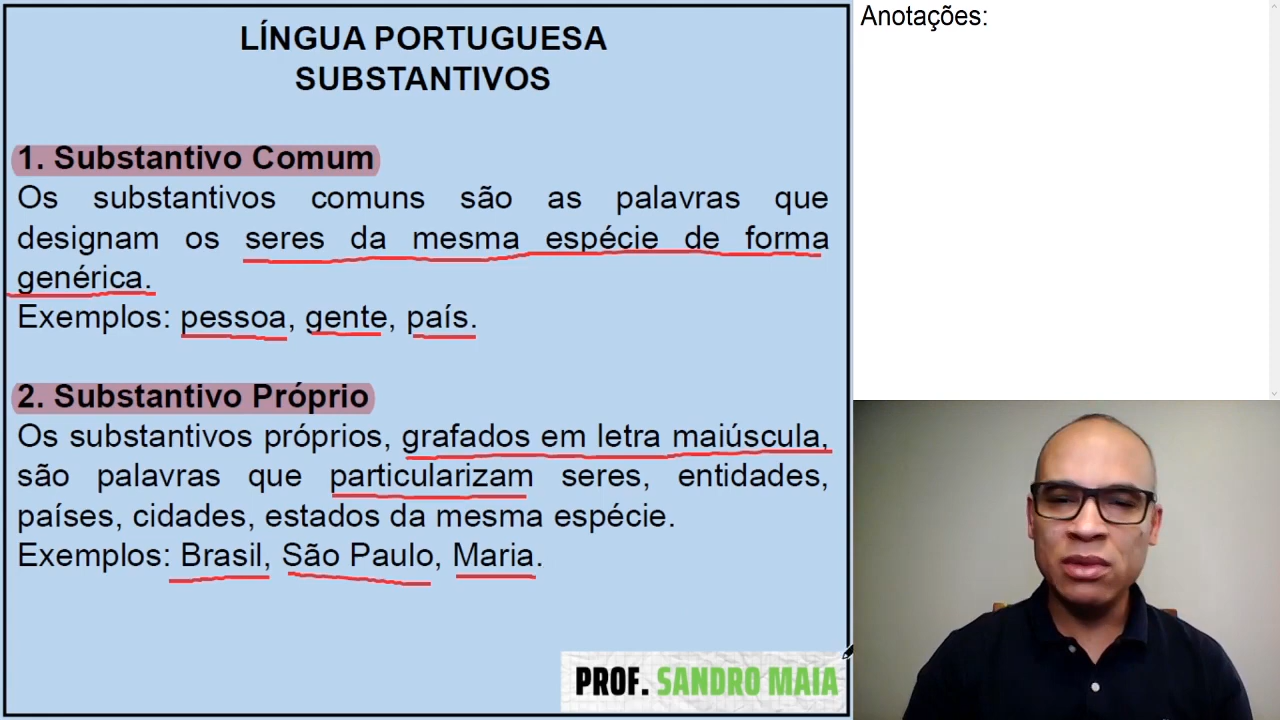 LÍNGUA PORTUGUESA
SUBSTANTIVOS
1. Substantivo Comum
Os substantivos comuns são as palavras que
designam os seres da mesma espécie de forma
genérica.
Exemplos: pessoa, gente, país.
2. Substantivo Próprio
Os substantivos próprios, grafados em letra maiúscula,
são palavras que particularizam seres, entidades,
países, cidades, estados da mesma espécie.
Exemplos: Brasil, São Paulo, Maria.
PROF. SANDRO MAIA
Anotações: